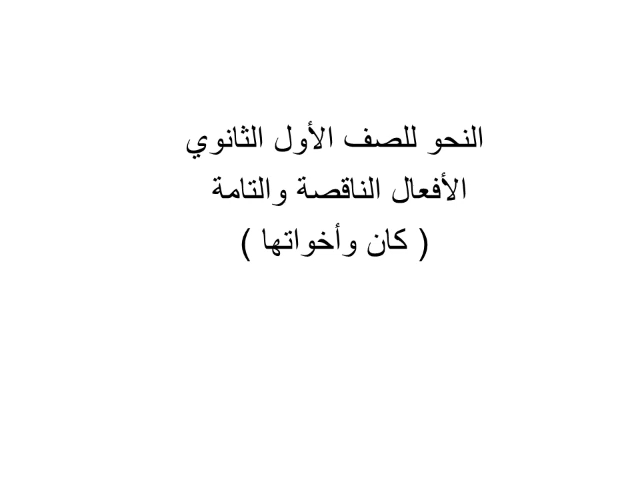 النحو للصف الأول الثانوي
الأفعال الناقصة والتامة
( كان وأخواتها )